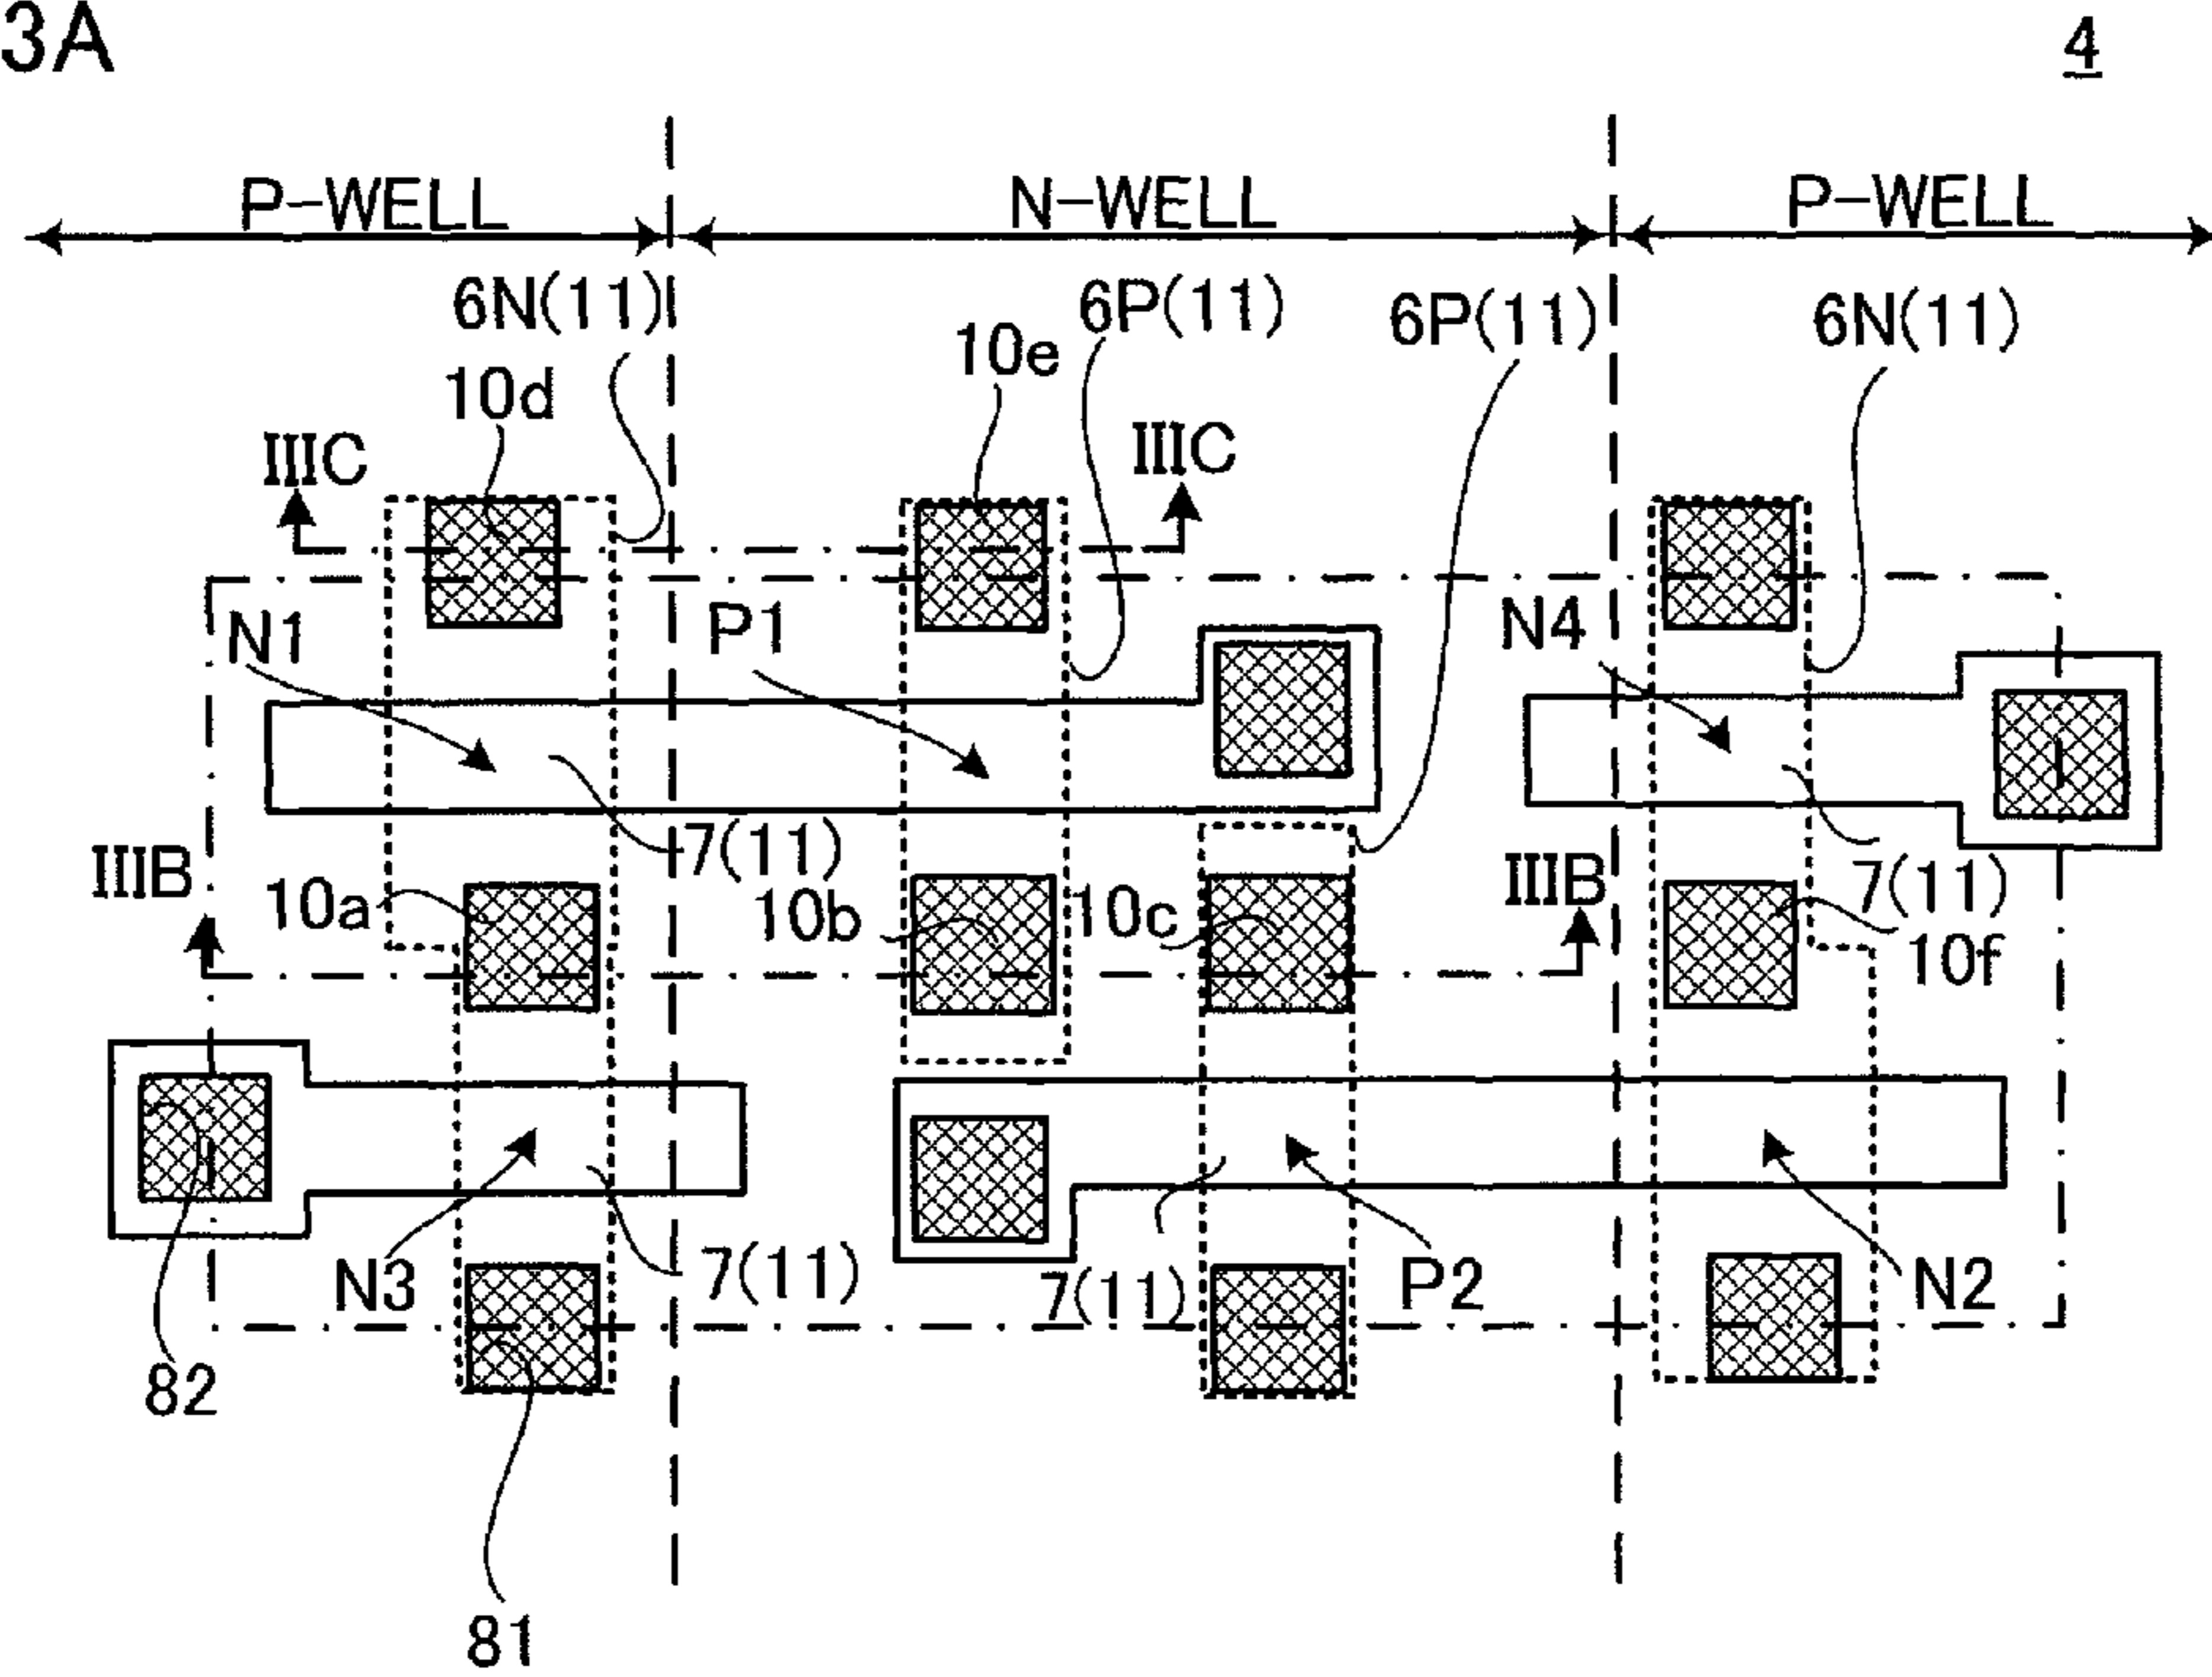 3A
4
P-WELL
N-WELL
P-WELL
6N(11)
6P(11)
6P(11)
6N(11)
10d
10e
IIIC
IIIC
N1
P1
N4
7(11)
7(11)
IIIB
10a
10b
10c
IIIB
10f
N3
7(11)
7(11)
P2
N2
82
81